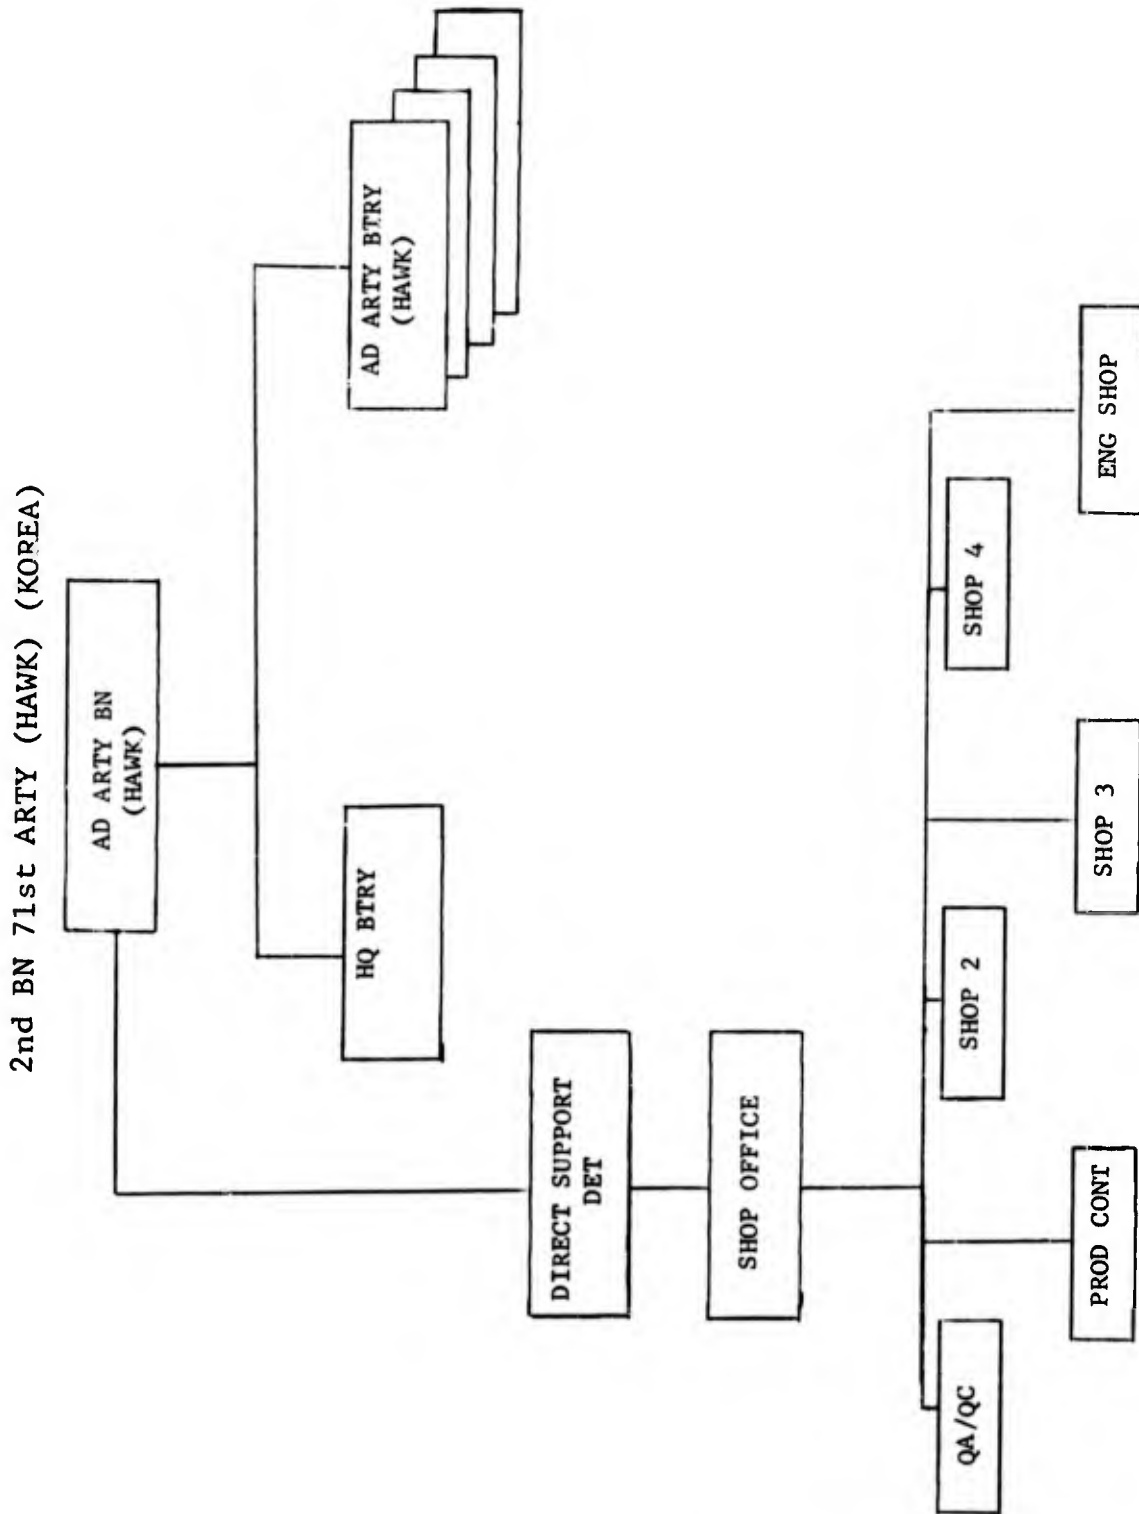 2nd BN 71st ARTY (HAWK) (KOREA)
AD ARTY BN
(HAWK)
HQ BTRY
AD ARTY BTRY
(HAWK)
DIRECT SUPPORT
DET
SHOP OFFICE
QA/QC
PROD CONT
SHOP 2
SHOP 3
SHOP 4
ENG SHOP